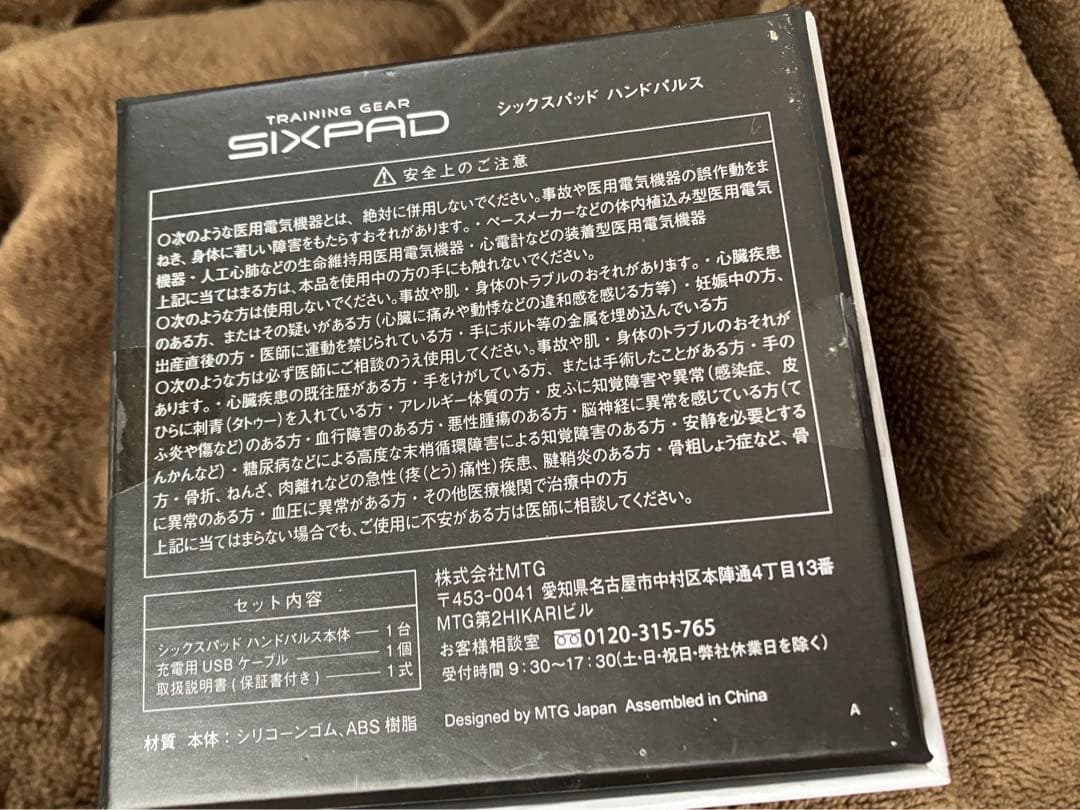 TRAINING GEAR
SIXPAD
シックスパッド ハンドパルス
⚠ 安全上のご注意
〇次のような医用電気機器とは、絶対に併用しないでください。事故や医用電気機器の誤作動をま
ねき、身体に著しい障害をもたらすおそれがあります。・ペースメーカーなどの体内植込み型医用電気
機器・人工心肺などの生命維持用医用電気機器・心電計などの装着型医用電気機器
上記に当てはまる方は、本品を使用中の方の手にも触れないでください。
〇次のような方は使用しないでください。事故や肌・身体のトラブルのおそれがあります。・心臓疾患
のある方、またはその疑いがある方(心臓に痛みや動悸などの違和感を感じる方等)・妊娠中の方、
出産直後の方・医師に運動を禁じられている方・手にボルト等の金属を埋め込んでいる方
〇次のような方は必ず医師にご相談のうえ使用してください。事故や肌・身体のトラブルのおそれが
あります。・心臓疾患の既往歴がある方・手をけがしている方、または手術したことがある方・手の
ひらに刺青(タトゥー)を入れている方・アレルギー体質の方・皮ふに知覚障害や異常(感染症、皮
ふ炎や傷など)のある方・血行障害のある方・悪性腫瘍のある方・脳神経に異常を感じている方(て
んかんなど)・糖尿病などによる高度な末梢循環障害による知覚障害のある方・安静を必要とする
方・骨折、ねんざ、肉離れなどの急性(疼(とう)痛性)疾患、腱鞘炎のある方・骨粗しょう症など、骨
に異常のある方・血圧に異常がある方・その他医療機関で治療中の方
上記に当てはまらない場合でも、ご使用に不安がある方は医師に相談してください。
セット内容
シックスパッド ハンドパルス本体 ― 1台
充電用 USB ケーブル ― 1個
取扱説明書(保証書付き) ― 1式
材質 本体:シリコーンゴム、ABS 樹脂
株式会社MTG
〒453-0041 愛知県名古屋市中村区本陣通4丁目13番
MTG第2HIKARIビル
お客様相談室 0120-315-765
受付時間 9:30〜17:30(土・日・祝日・弊社休業日を除く)
Designed by MTG Japan Assembled in China
A